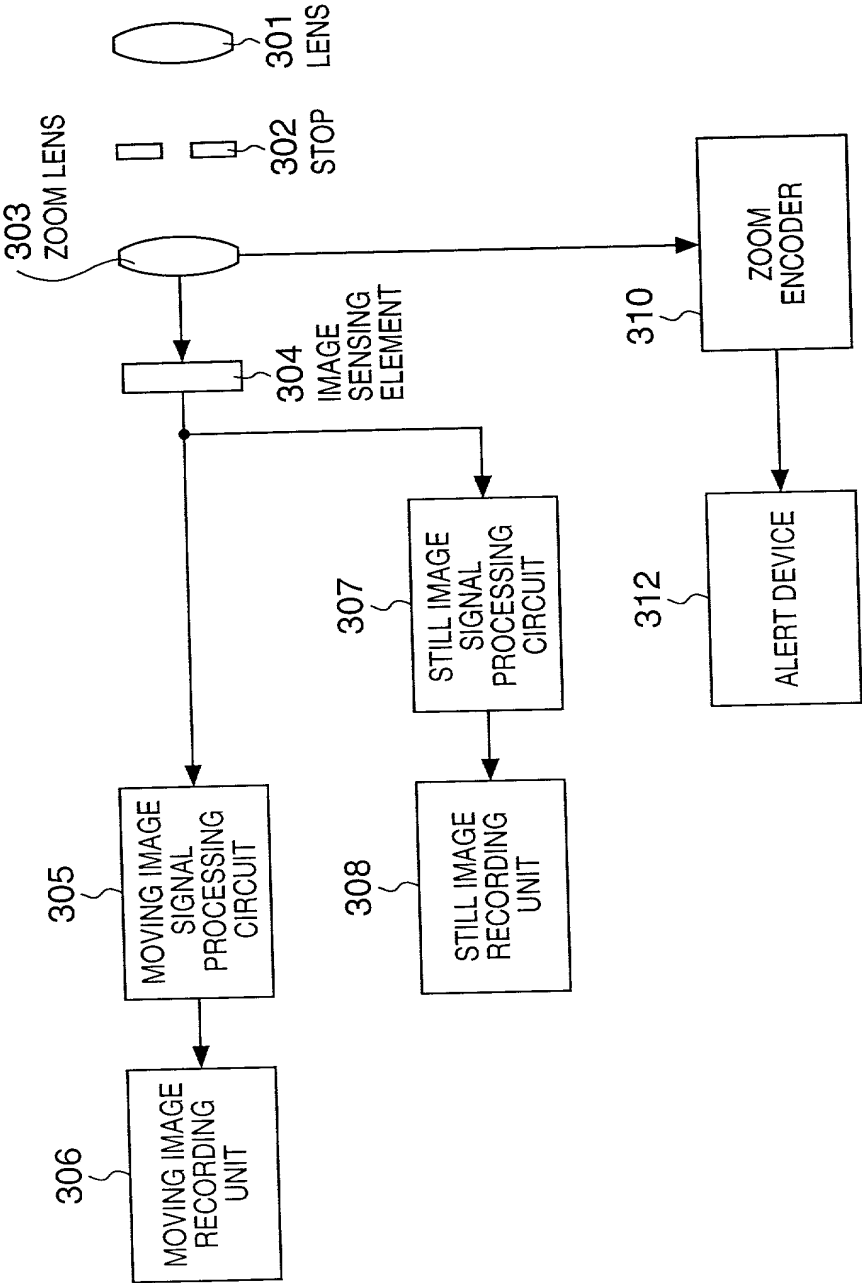 301
LENS
302
STOP
303
ZOOM LENS
304
IMAGE
SENSING
ELEMENT
310
ZOOM
ENCODER
312
ALERT DEVICE
307
STILL IMAGE
SIGNAL
PROCESSING
CIRCUIT
308
STILL IMAGE
RECORDING
UNIT
305
MOVING IMAGE
SIGNAL
PROCESSING
CIRCUIT
306
MOVING IMAGE
RECORDING
UNIT